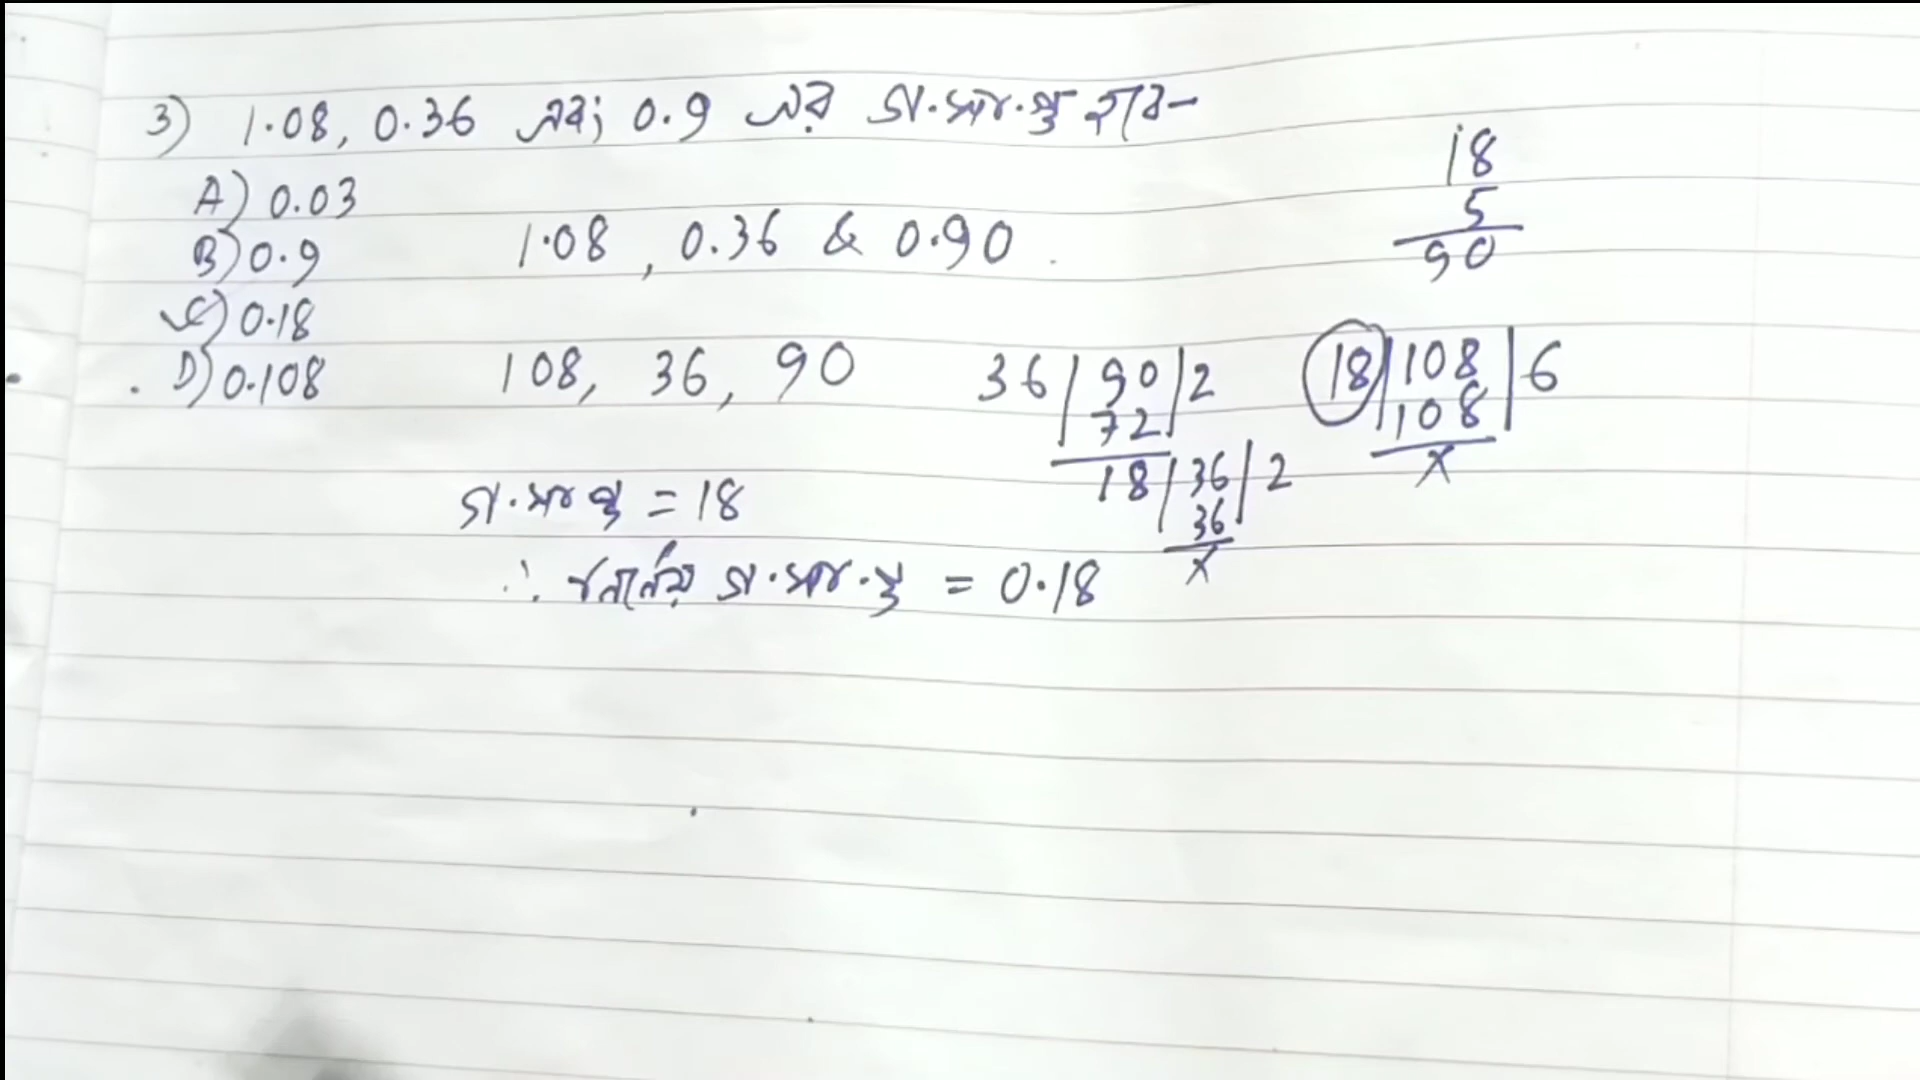 3) 1.08, 0.36 এবং 0.9 এর গ.সা.গু হবে-
A) 0.03
B) 0.9
C) 0.18
D) 0.108
1.08, 0.36 & 0.90
108, 36, 90
18
5
90
36 | 90 | 2
72
18 | 36 | 2
36
x
18 | 108 | 6
108
x
গ.সা গু = 18
∴ নির্ণেয় গ.সা.গু = 0.18